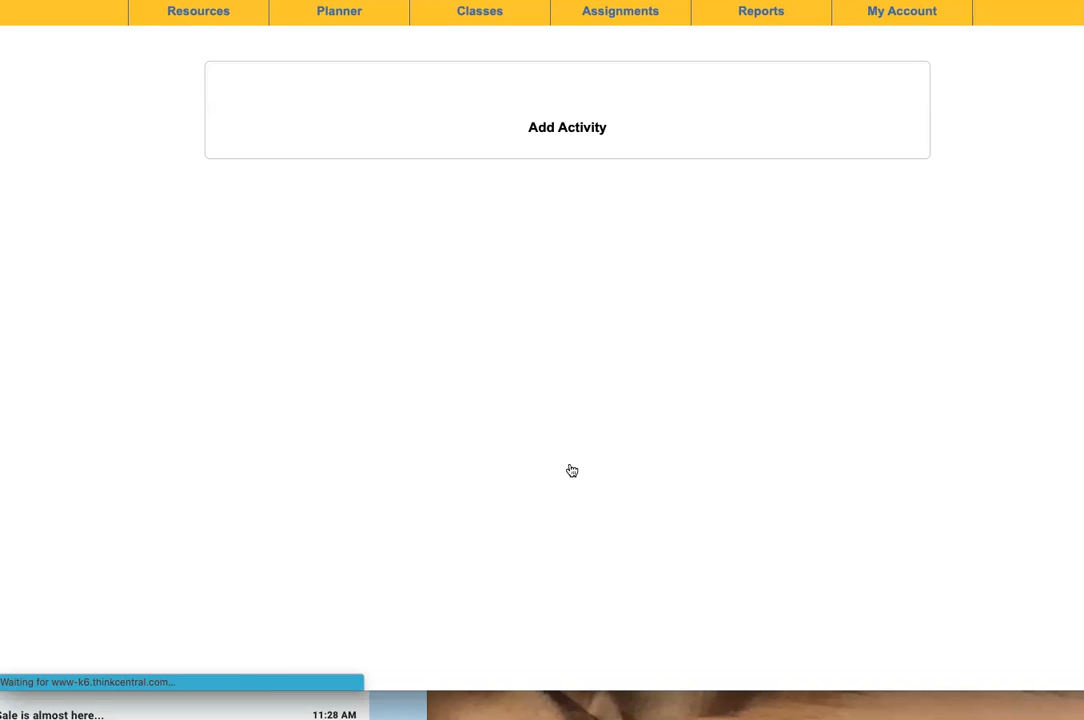 Resources Planner Classes Assignments Reports My Account
Add Activity
Waiting for www-k6.thinkcentral.com...
Sale is almost here... 11:28 AM